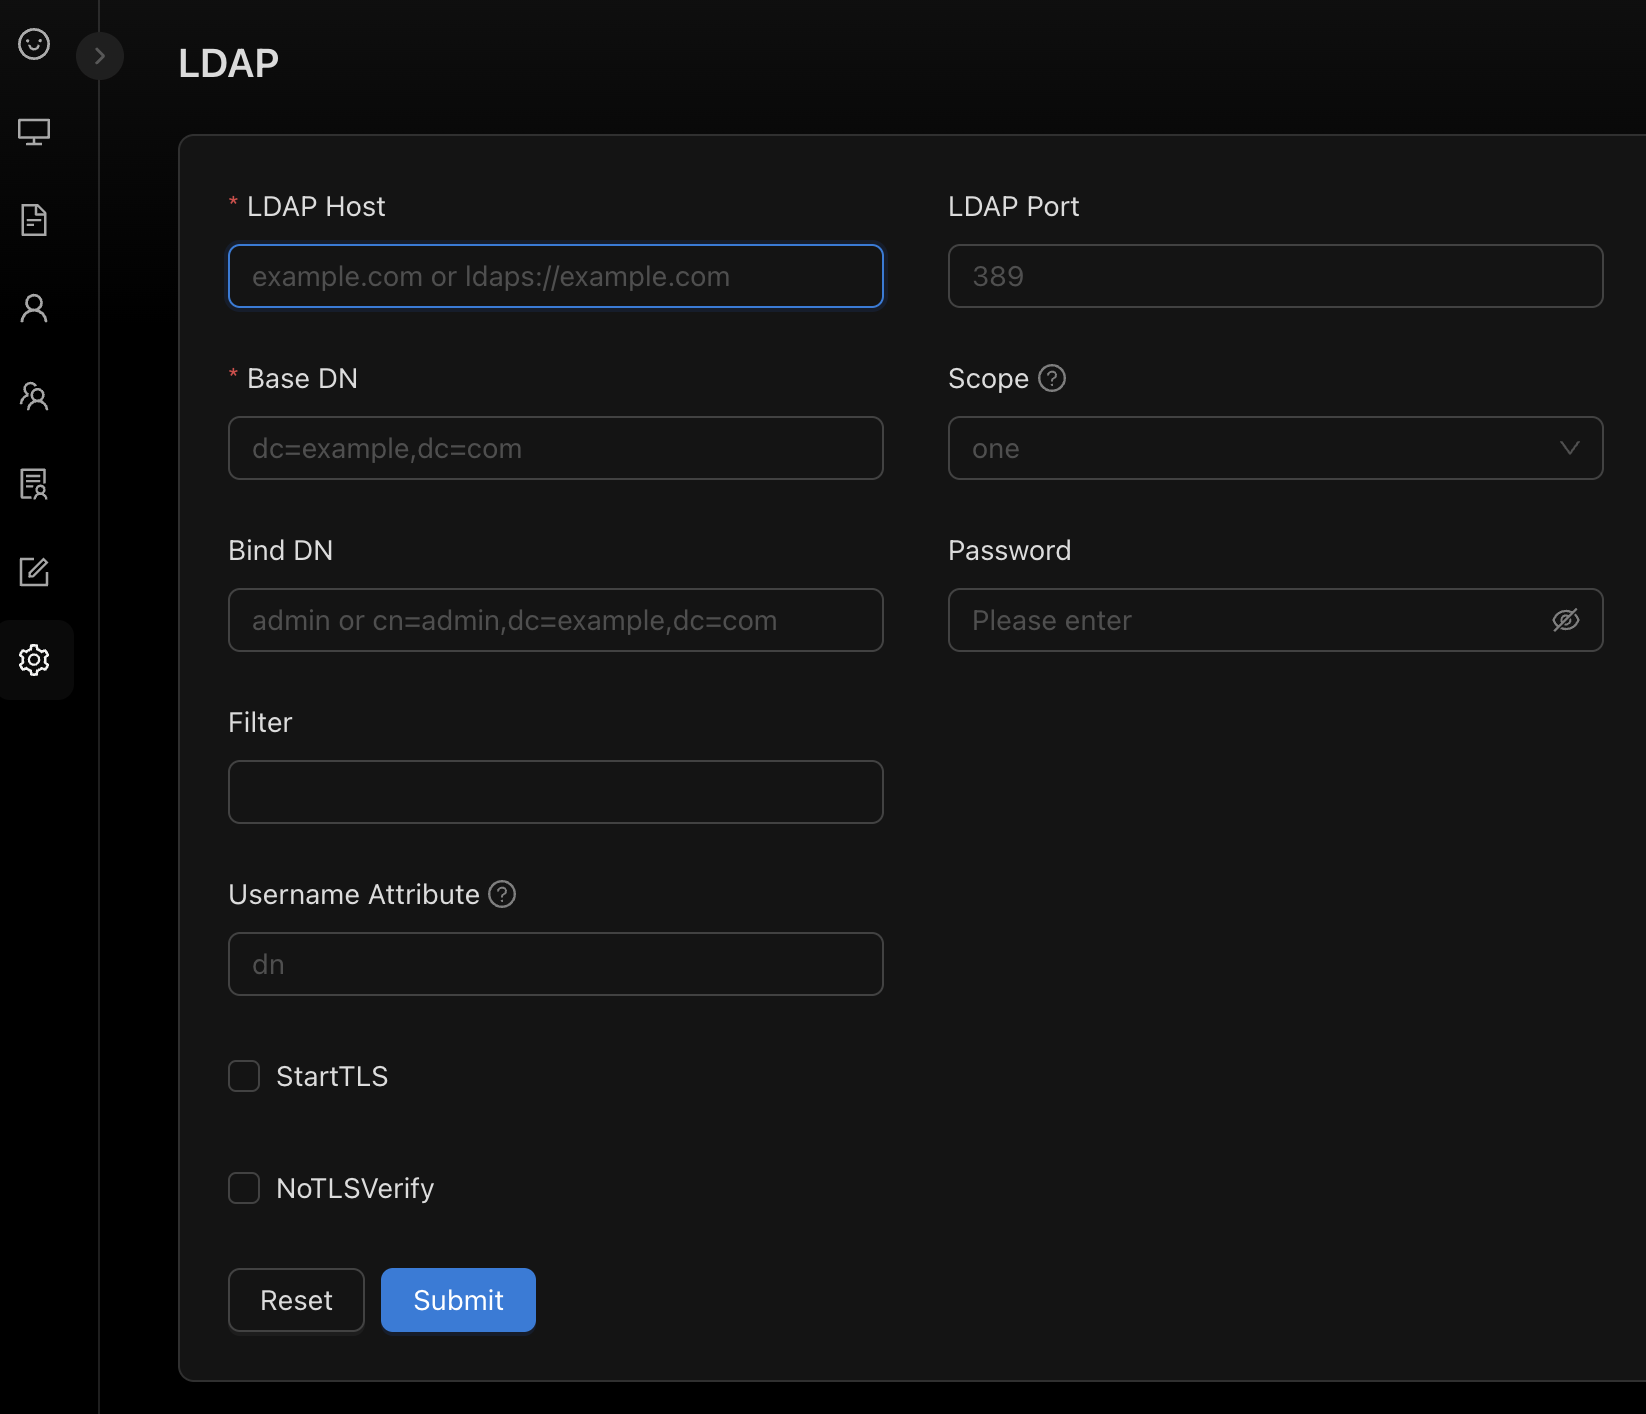 LDAP
* LDAP Host
LDAP Port
example.com or ldaps://example.com
389
* Base DN
Scope
dc=example,dc=com
one
Bind DN
Password
admin or cn=admin,dc=example,dc=com
Please enter
Filter
Username Attribute
dn
StartTLS
NoTLSVerify
Reset
Submit